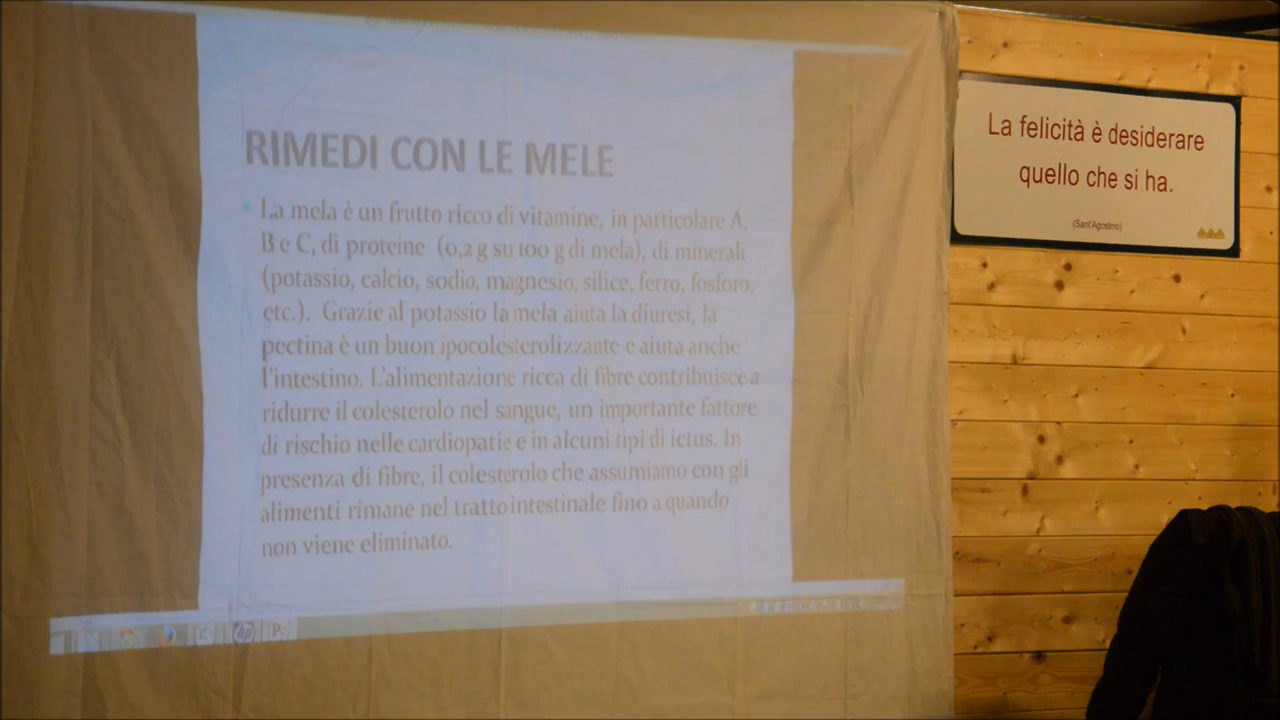 RIMEDI CON LE MELE
La mela è un frutto ricco di vitamine, in particolare A,
B e C, di proteine (0,2 g su 100 g di mela), di minerali
(potassio, calcio, sodio, magnesio, silice, ferro, fosforo,
etc.). Grazie al potassio la mela aiuta la diuresi, la
pectina è un buon ipocolesterolizzante e aiuta anche
l'intestino. L'alimentazione ricca di fibre contribuisce a
ridurre il colesterolo nel sangue, un importante fattore
di rischio nelle cardiopatie e in alcuni tipi di ictus. In
presenza di fibre, il colesterolo che assumiamo con gli
alimenti rimane nel tratto intestinale fino a quando
non viene eliminato.
hp
La felicità è desiderare
quello che si ha.
(Sant'Agostino)